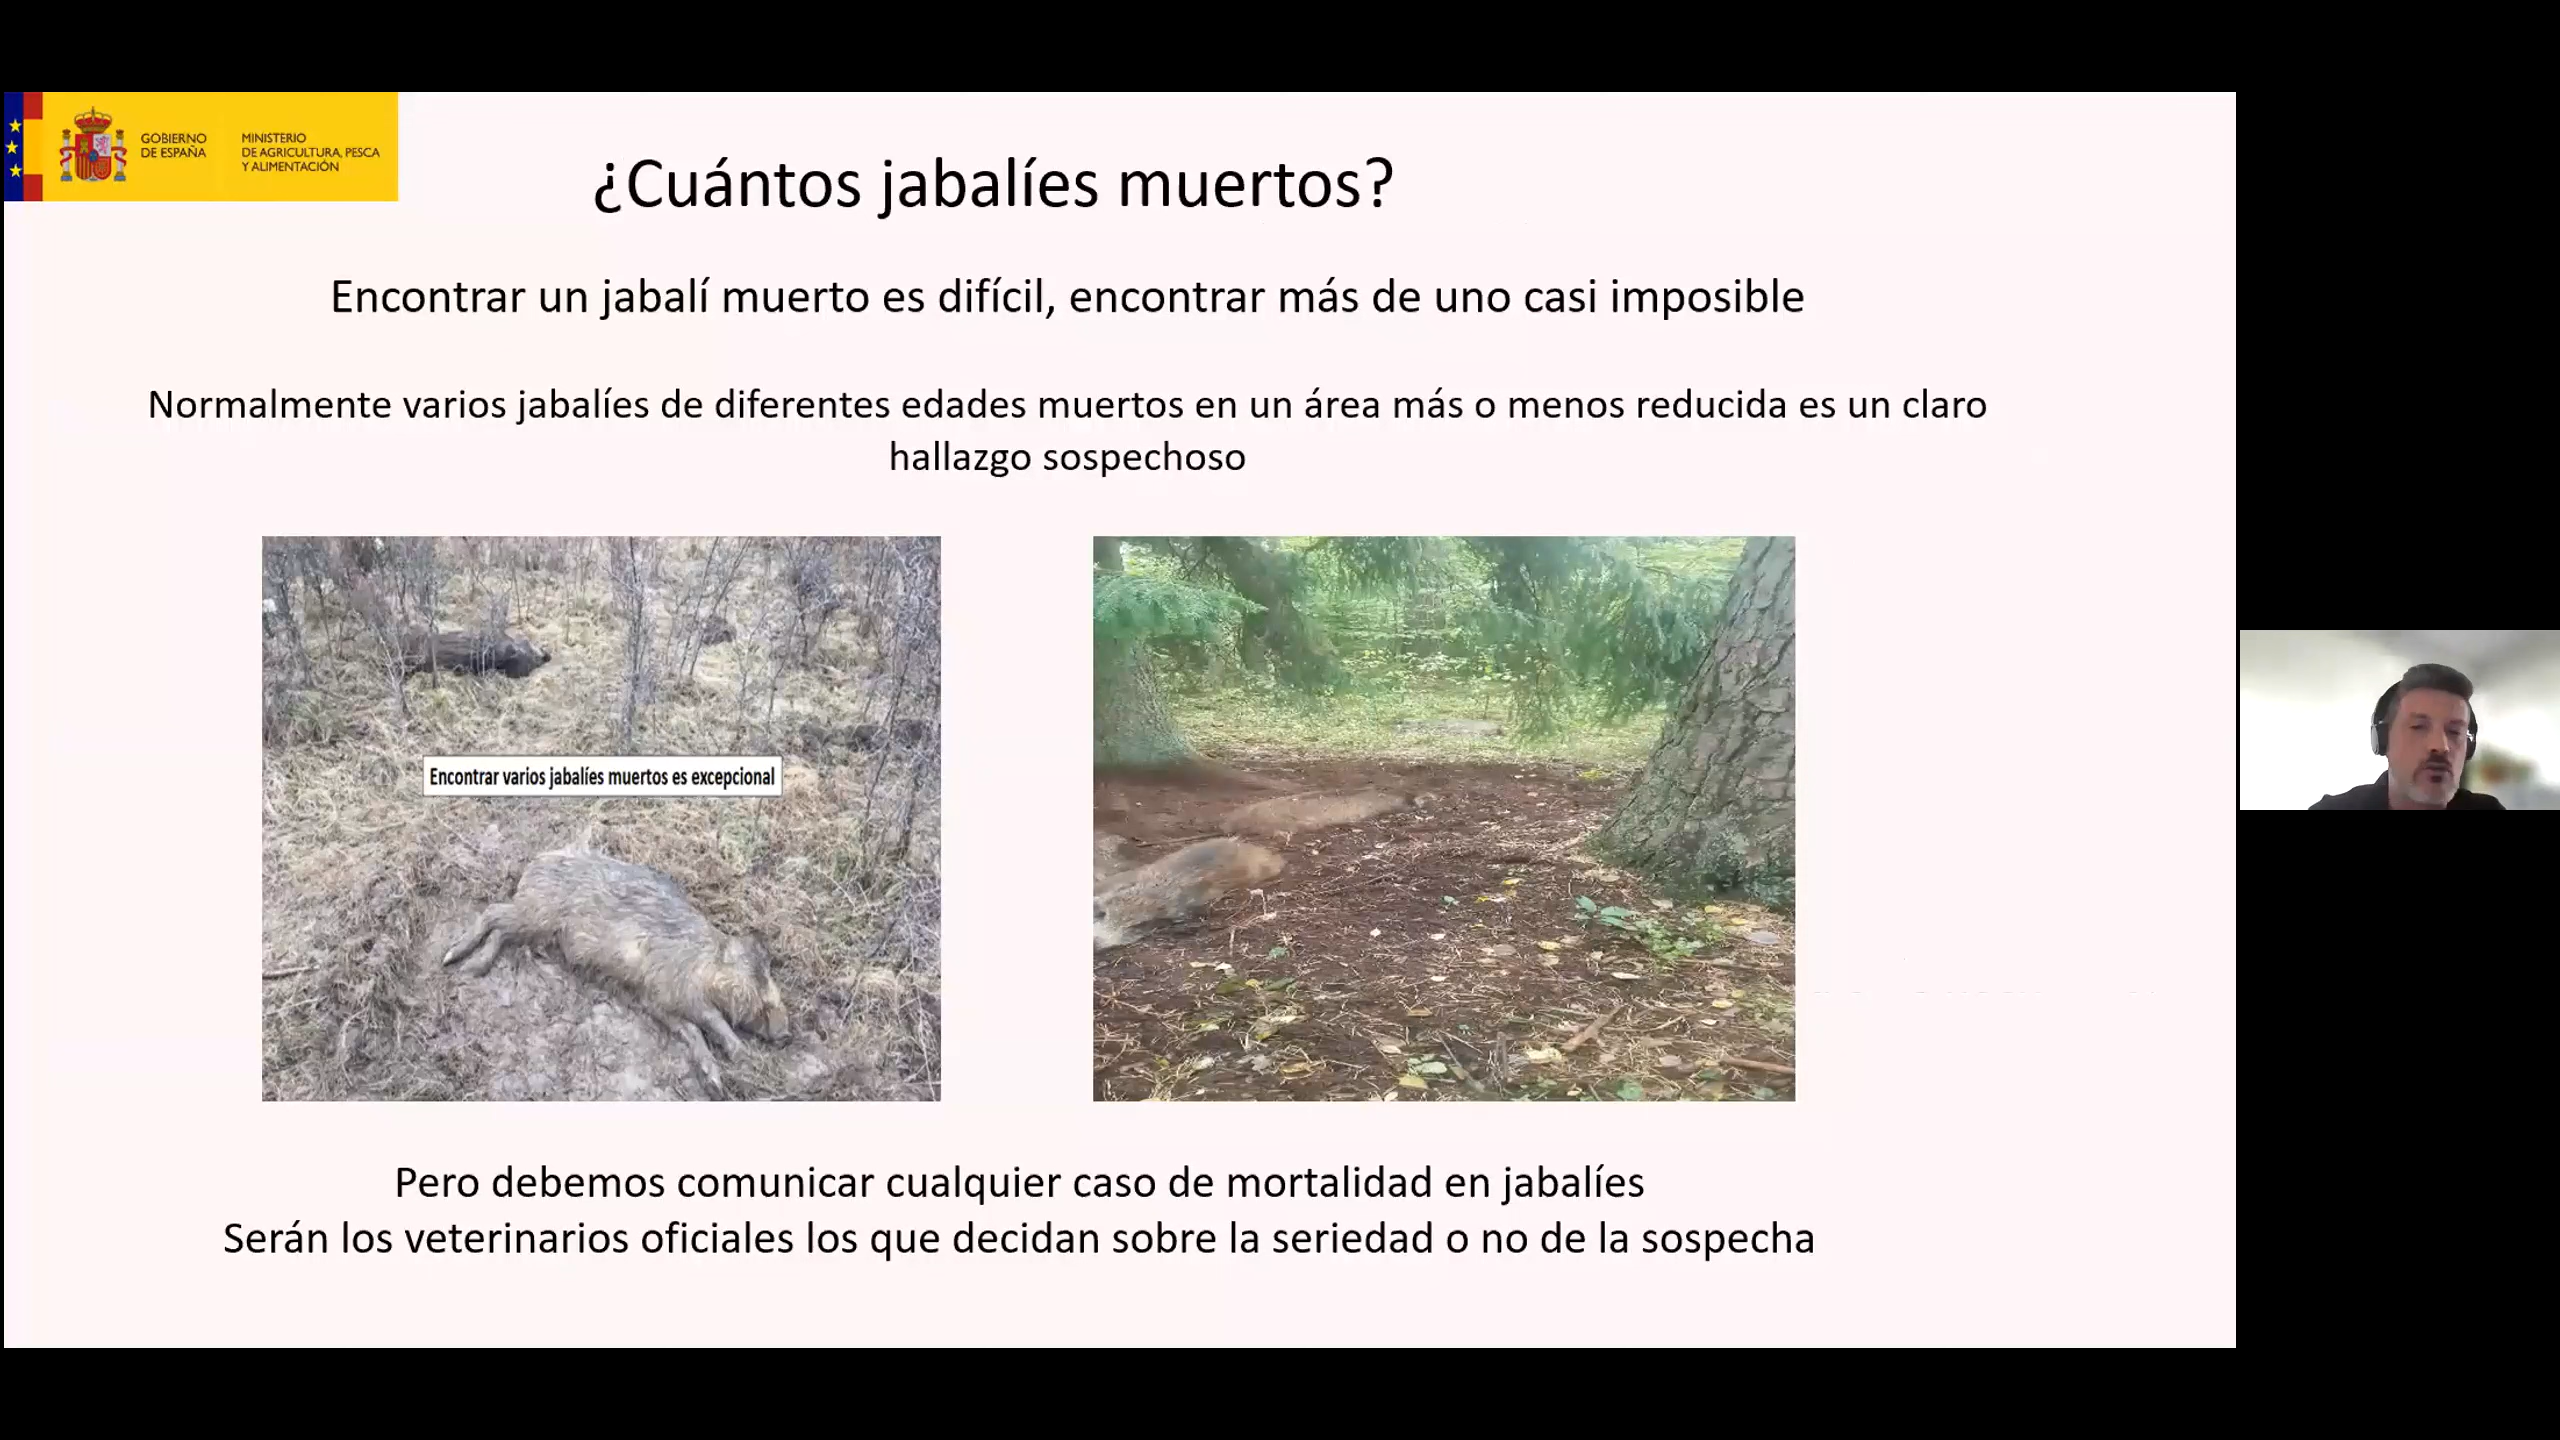 GOBIERNO
DE ESPAÑA
MINISTERIO
DE AGRICULTURA, PESCA
Y ALIMENTACIÓN
¿Cuántos jabalíes muertos?
Encontrar un jabalí muerto es difícil, encontrar más de uno casi imposible
Normalmente varios jabalíes de diferentes edades muertos en un área más o menos reducida es un claro
hallazgo sospechoso
Encontrar varios jabalíes muertos es excepcional
Pero debemos comunicar cualquier caso de mortalidad en jabalíes
Serán los veterinarios oficiales los que decidan sobre la seriedad o no de la sospecha